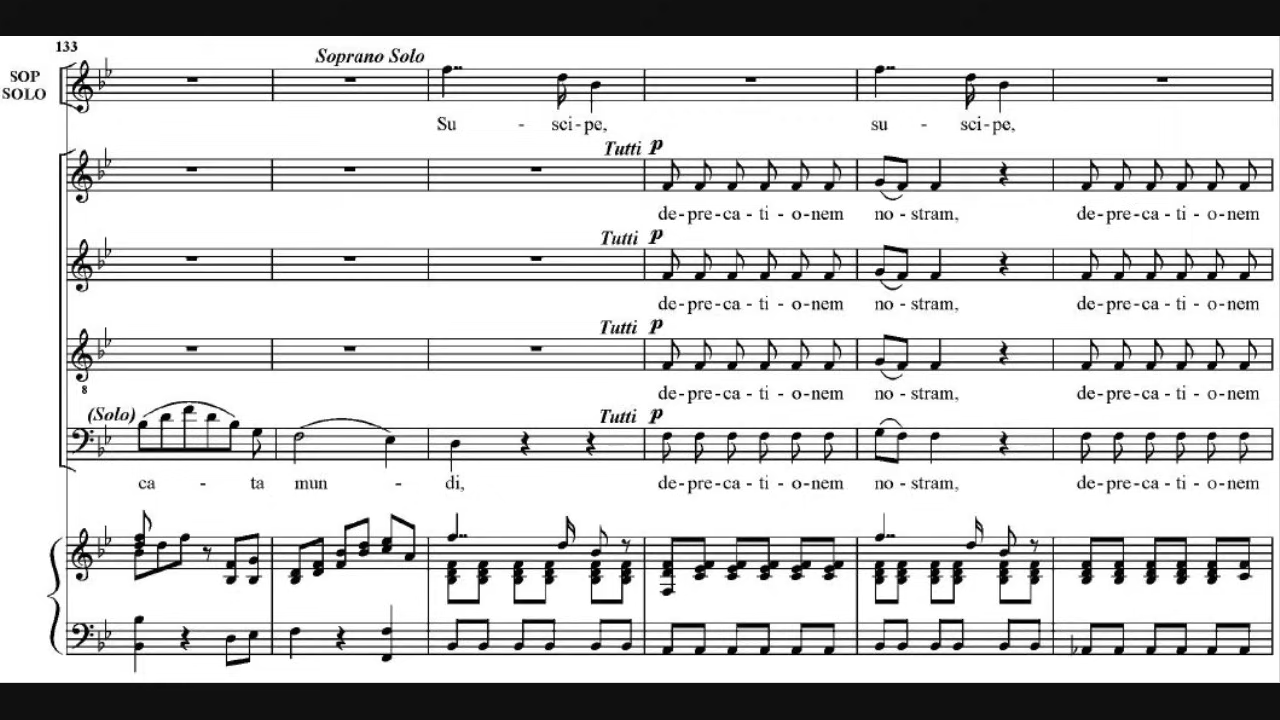 133
Soprano Solo
SOP
SOLO
Su - sci-pe, su - sci-pe,
Tutti p
de-pre-ca - ti - o-nem no - stram, de-pre-ca - ti - o-nem
Tutti p
de-pre-ca - ti - o-nem no - stram, de-pre-ca - ti - o-nem
Tutti p
8
de-pre-ca - ti - o-nem no - stram, de-pre-ca - ti - o-nem
(Solo) Tutti p
ca - ta mun - di, de-pre-ca - ti - o-nem no - stram, de-pre-ca - ti - o-nem